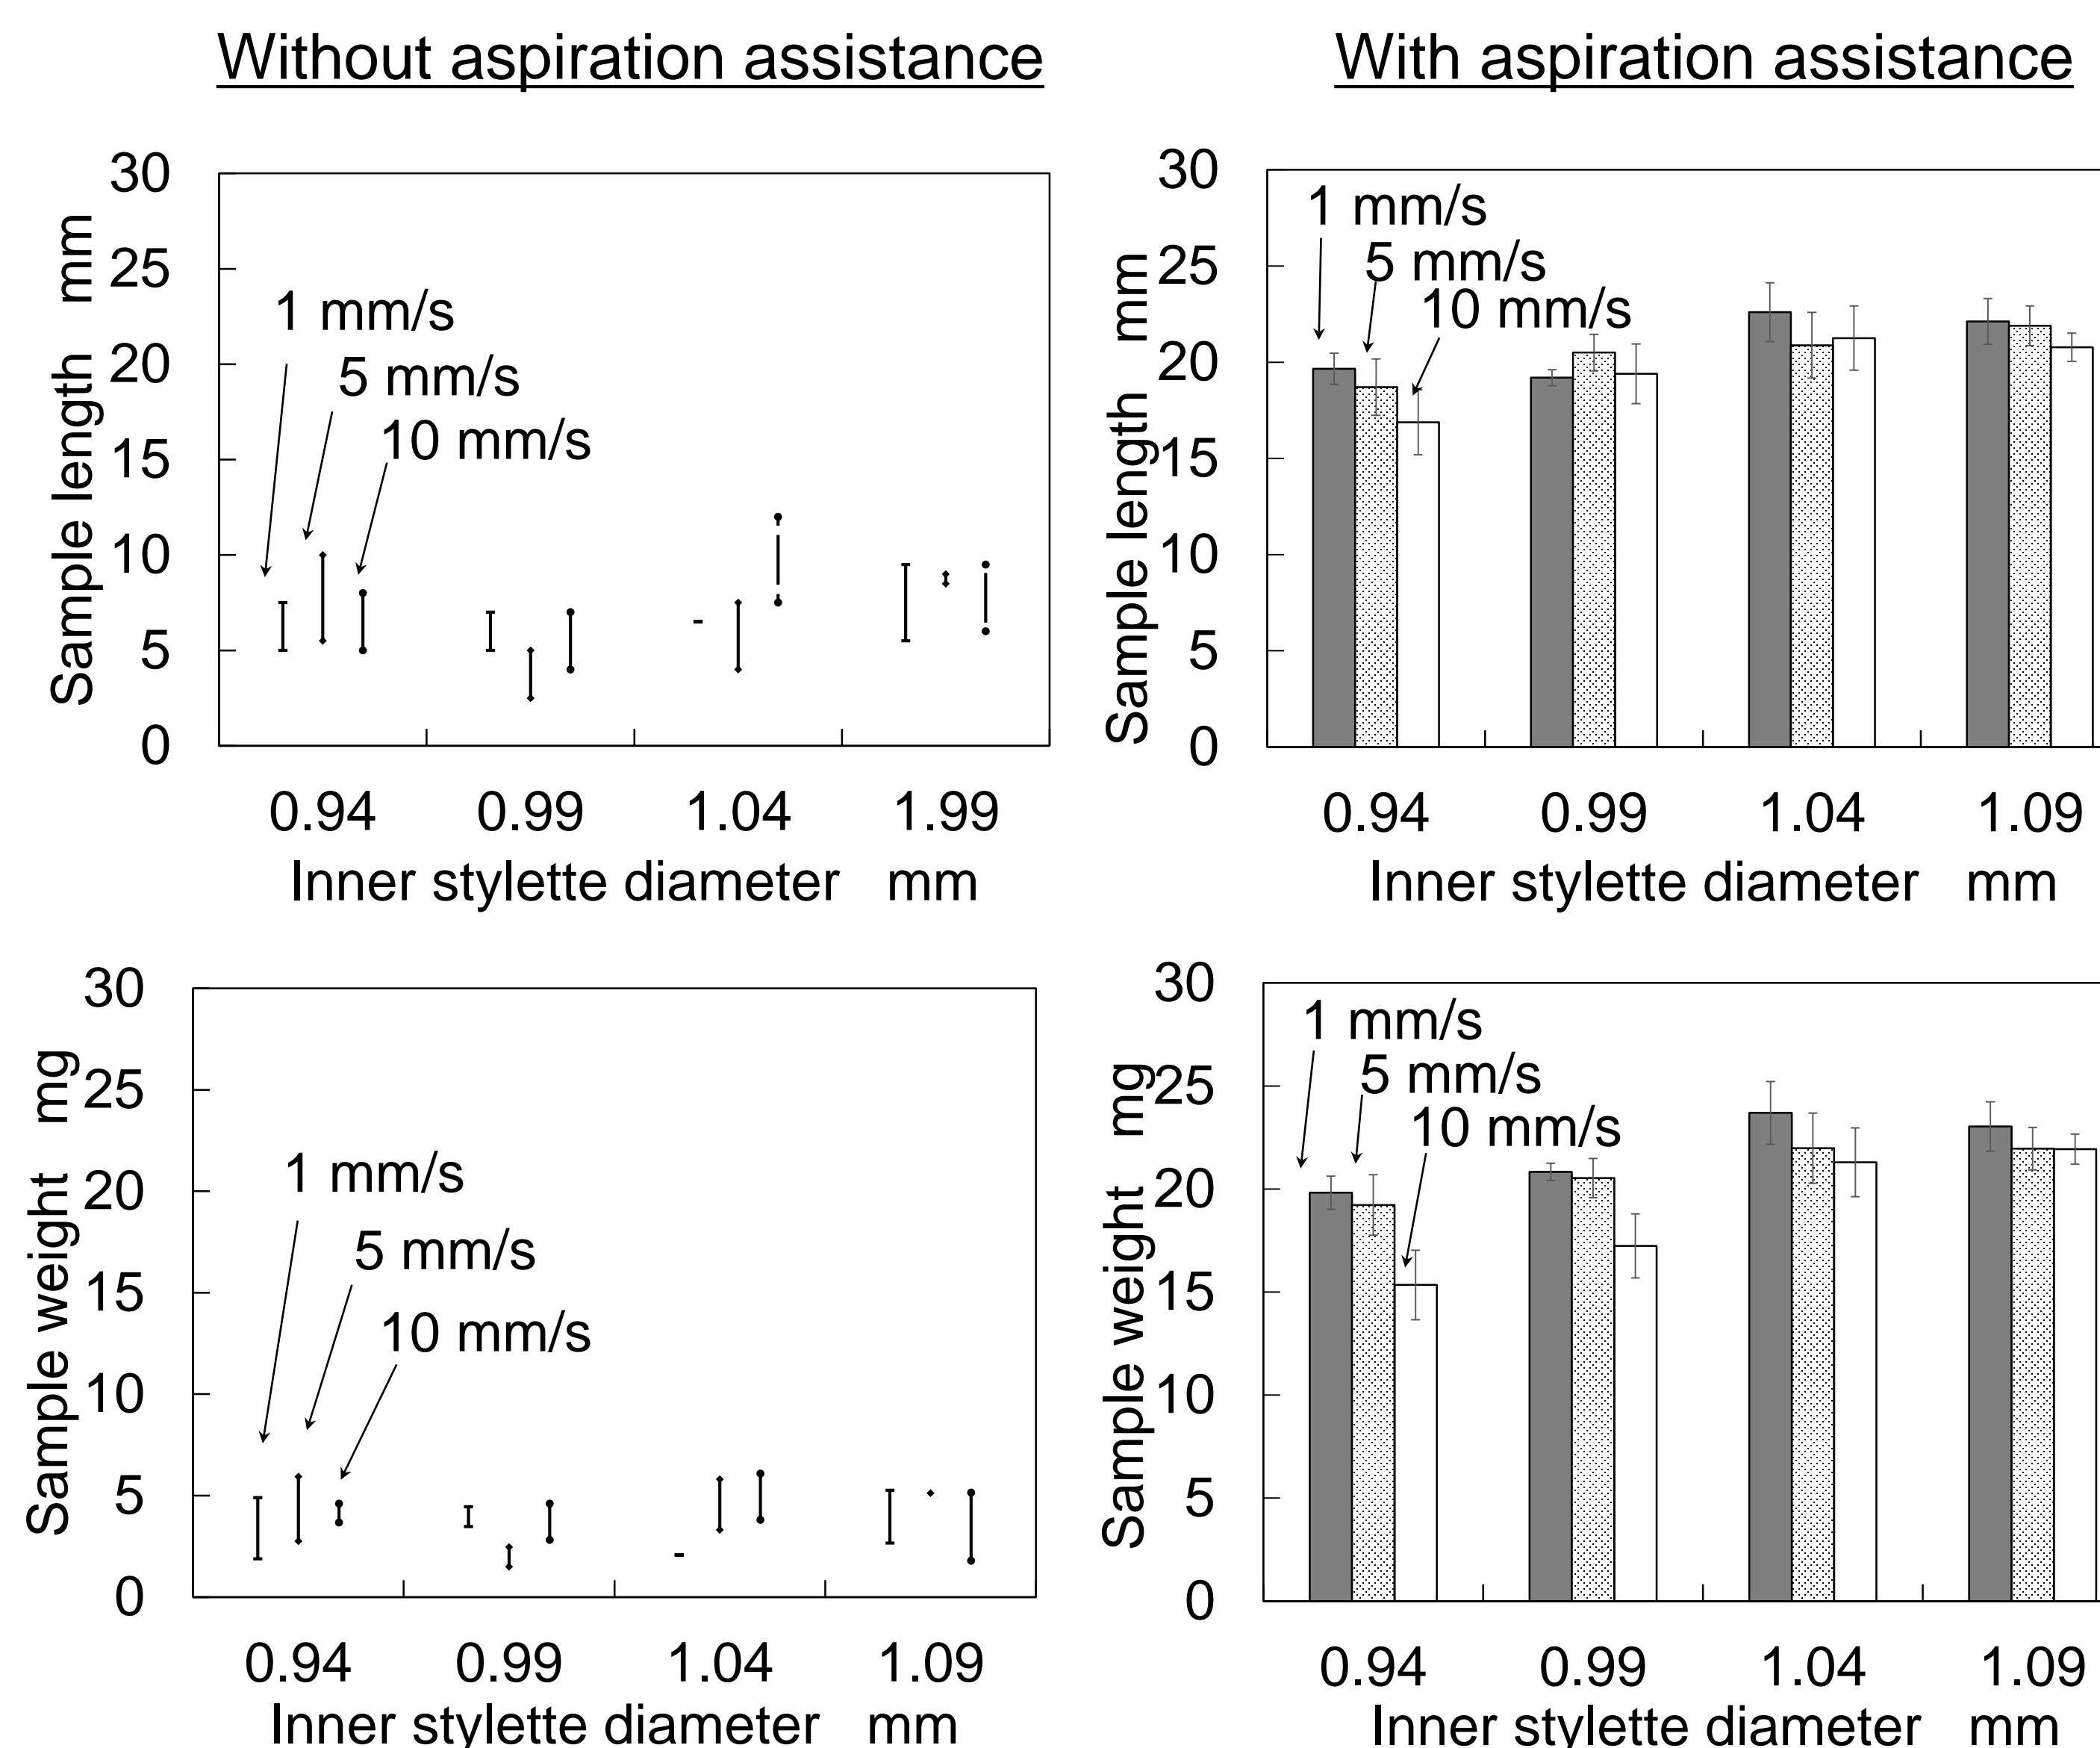 Without aspiration assistance
With aspiration assistance
30
25
20
15
10
5
0
Sample length mm
1 mm/s
5 mm/s
10 mm/s
0.94 0.99 1.04 1.99
Inner stylette diameter mm
30
25
20
15
10
5
0
Sample length mm
1 mm/s
5 mm/s
10 mm/s
0.94 0.99 1.04 1.09
Inner stylette diameter mm
30
25
20
15
10
5
0
Sample weight mg
1 mm/s
5 mm/s
10 mm/s
0.94 0.99 1.04 1.09
Inner stylette diameter mm
30
25
20
15
10
5
0
Sample weight mg
1 mm/s
5 mm/s
10 mm/s
0.94 0.99 1.04 1.09
Inner stylette diameter mm